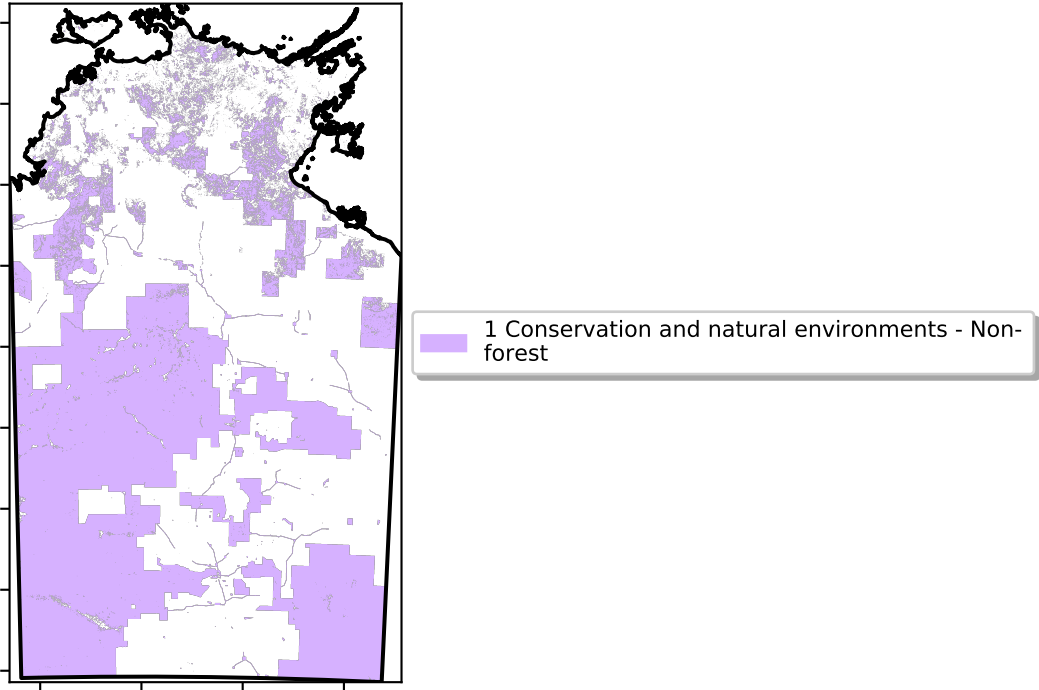 1 Conservation and natural environments - Non-
forest